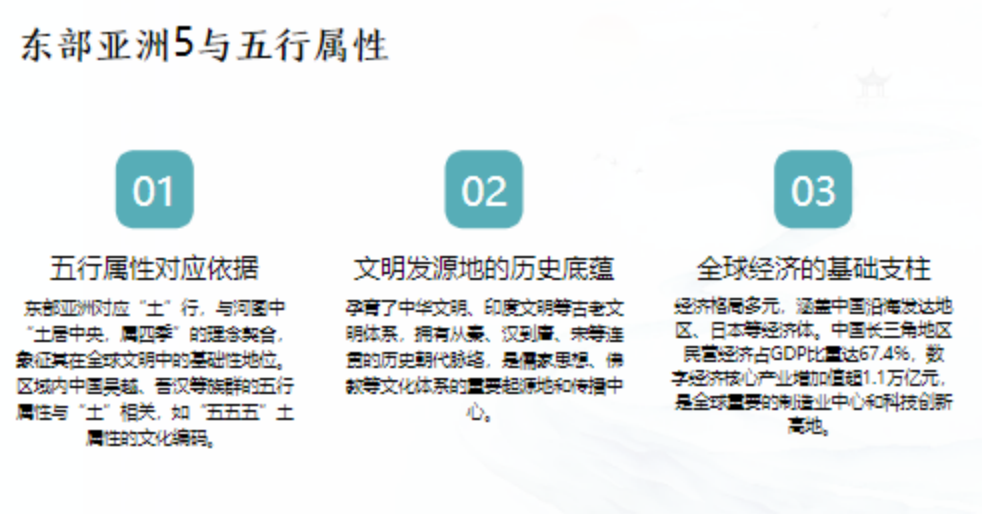 东部亚洲5与五行属性
01
五行属性对应依据
东部亚洲对应“土”行，与河图中
“土居中央，属四季”的理念契合，
象征其在全球文明中的基础性地位。
区域内中国吴越、晋汉等族群的五行
属性与“土”相关，如“五五五”土
属性的文化编码。
02
文明发源地的历史底蕴
孕育了中华文明、印度文明等古老文
明体系，拥有从秦、汉到唐、宋等连
贯的历史朝代脉络，是儒家思想、佛
教等文化体系的重要起源地和传播中
心。
03
全球经济的基础支柱
经济格局多元，涵盖中国沿海发达地
区、日本等经济体。中国长三角地区
民营经济占GDP比重达67.4%，数
字经济核心产业增加值超1.1万亿元，
是全球重要的制造业中心和科技创新
高地。